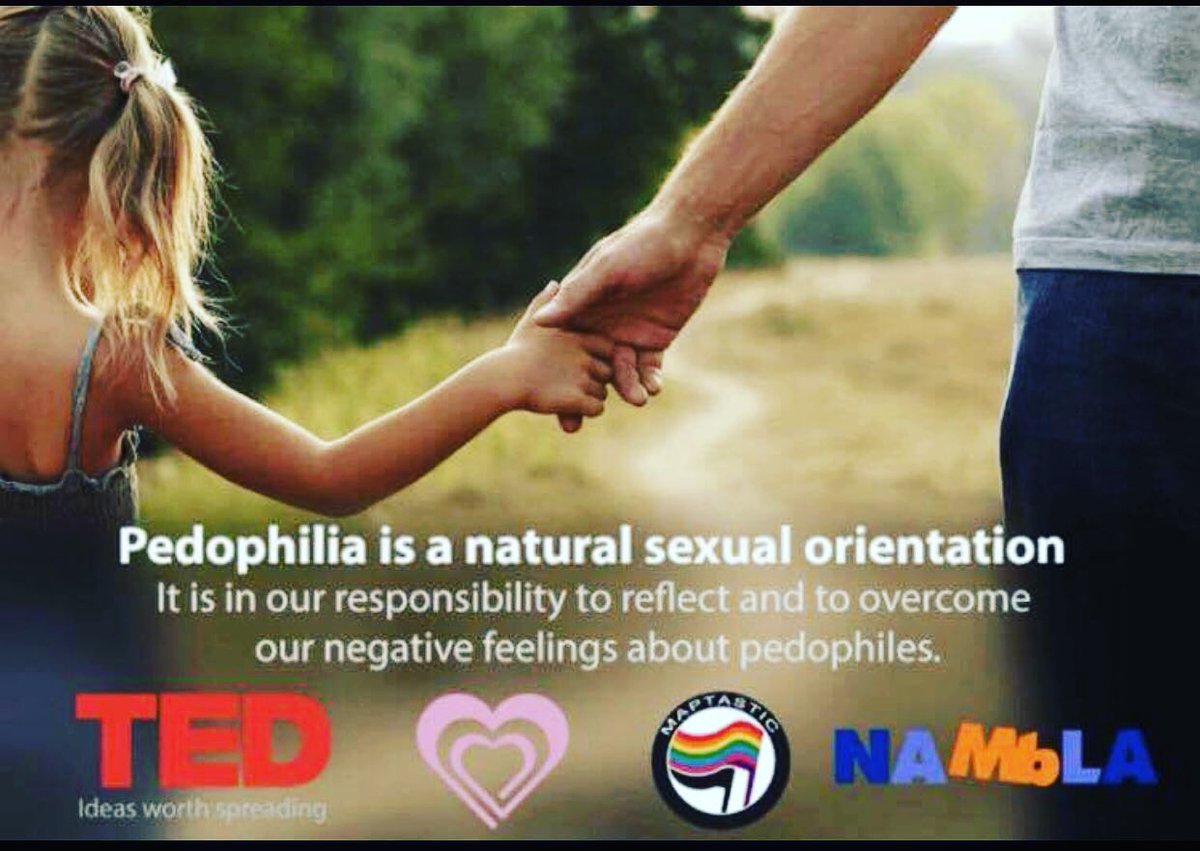 Pedophilia is a natural sexual orientation
It is in our responsibility to reflect and to overcome
our negative feelings about pedophiles.
TED
Ideas worth spreading
MAPTASTIC
NAMbLA